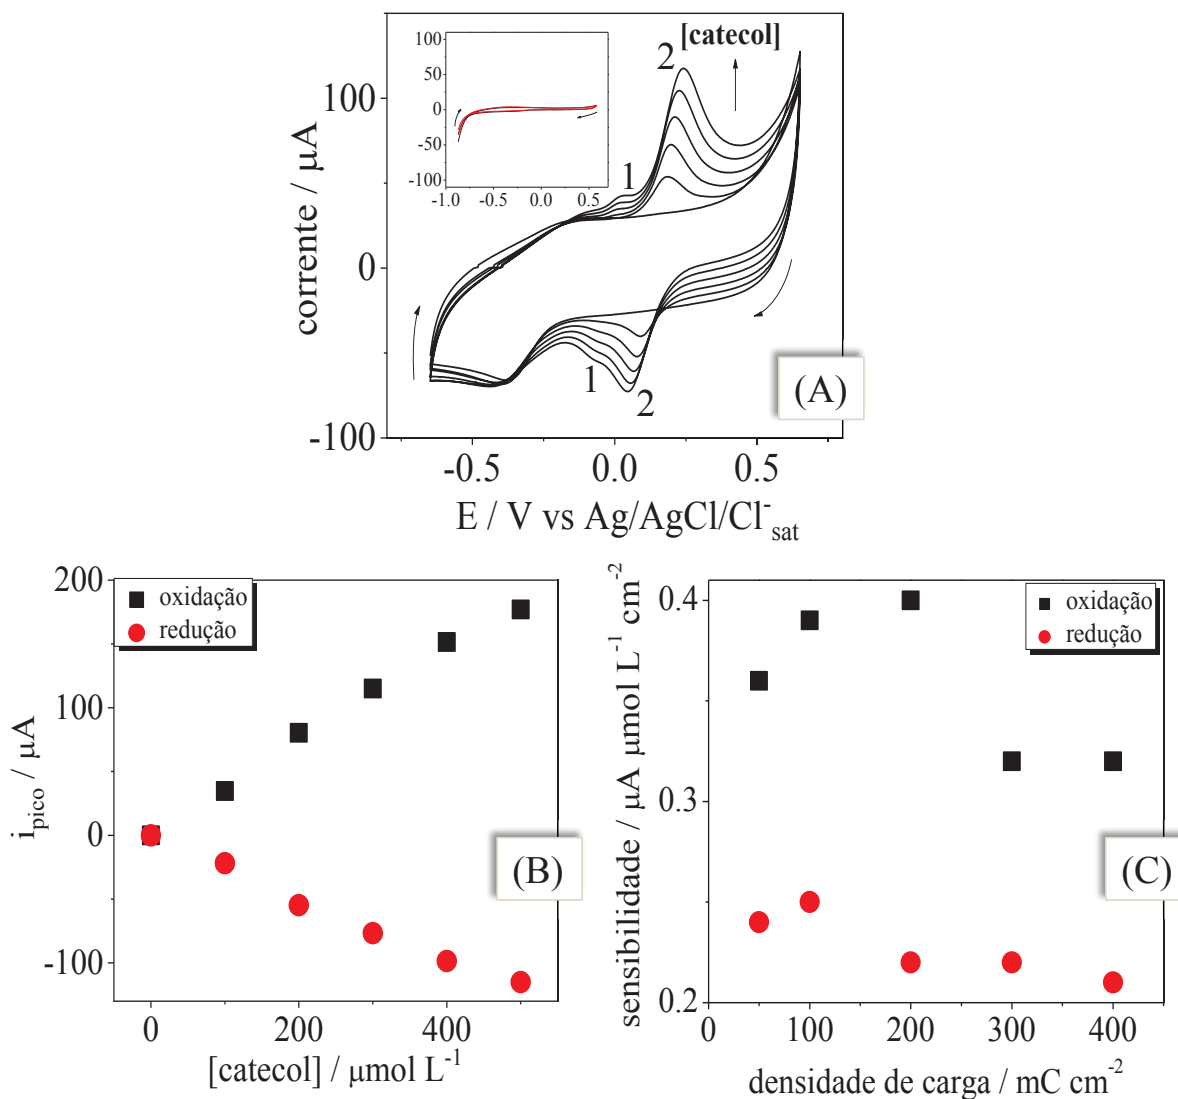 [catecol]
2
1
100
50
0
-50
-100
-1.0
-0.5
0.0
0.5
corrente / μA
100
0
-100
1
2
(A)
-0.5
0.0
0.5
E / V vs Ag/AgCl/Cl⁻sat
200
100
0
-100
i_pico / μA
oxidação
redução
(B)
0
200
400
[catecol] / μmol L⁻¹
sensibilidade / μA μmol L⁻¹ cm⁻²
0.4
0.3
0.2
oxidação
redução
(C)
0
100
200
300
400
densidade de carga / mC cm⁻²